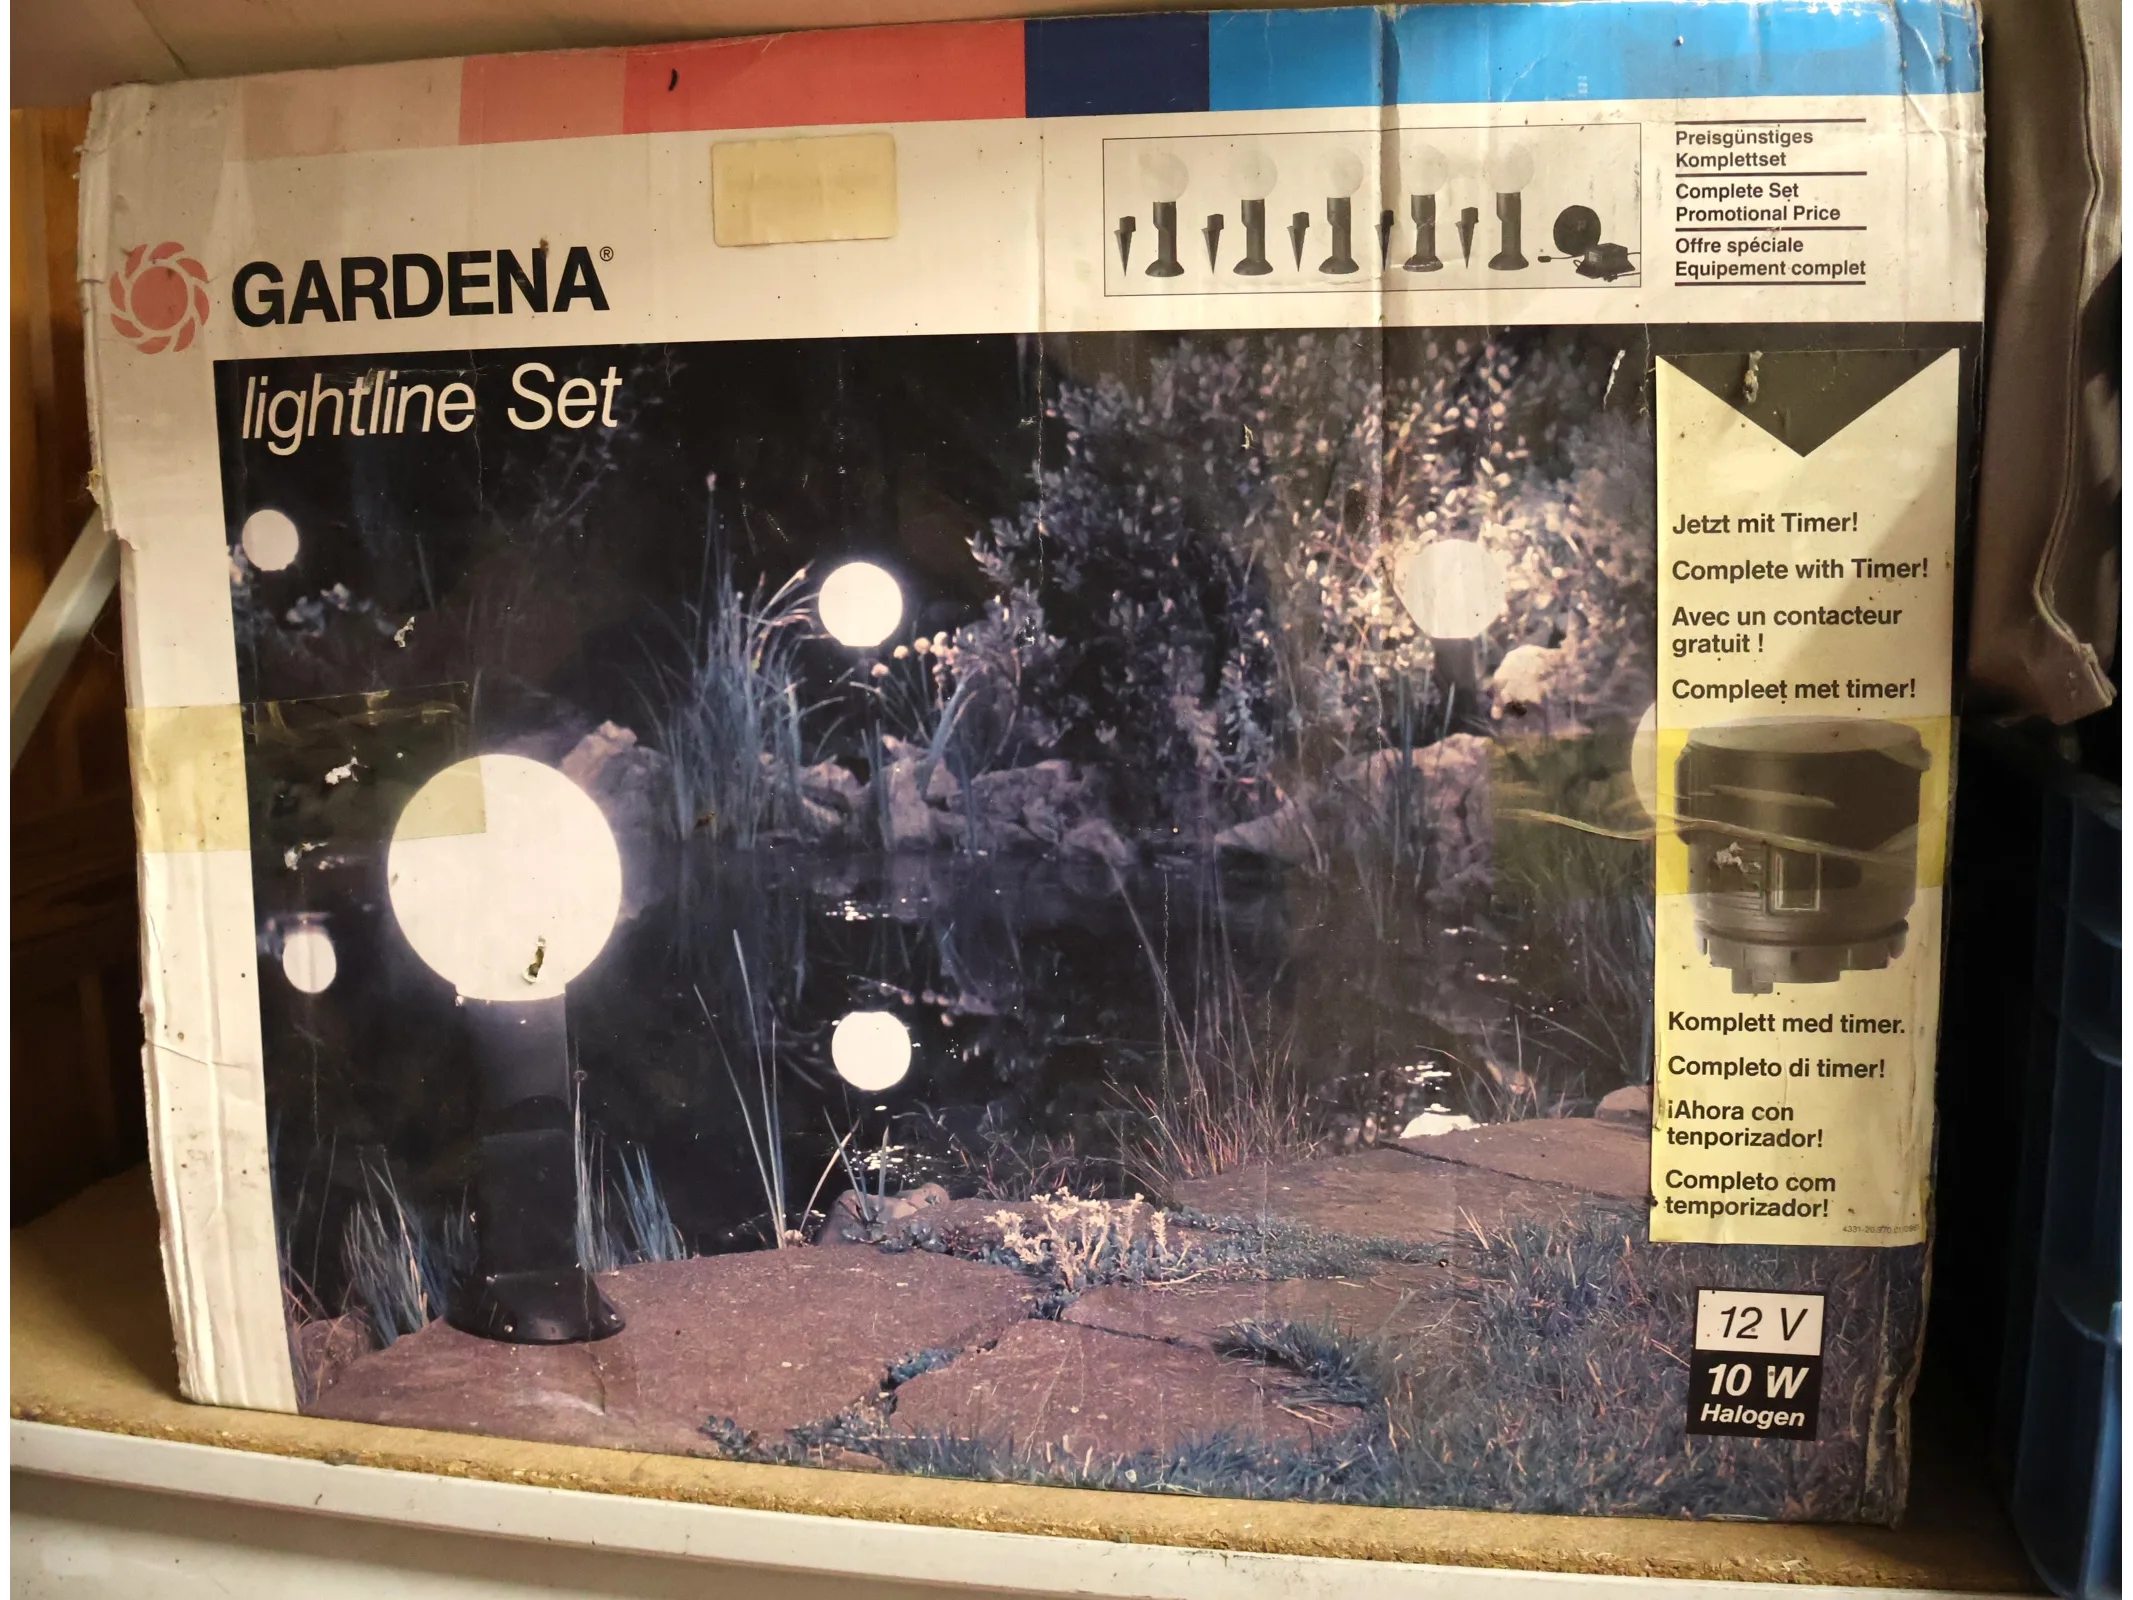 GARDENA®
lightline Set
Preisgünstiges
Komplettset
Complete Set
Promotional Price
Offre spéciale
Equipement complet
Jetzt mit Timer!
Complete with Timer!
Avec un contacteur
gratuit !
Compleet met timer!
Komplett med timer.
Completo di timer!
¡Ahora con
tenporizador!
Completo com
temporizador!
12 V
10 W
Halogen